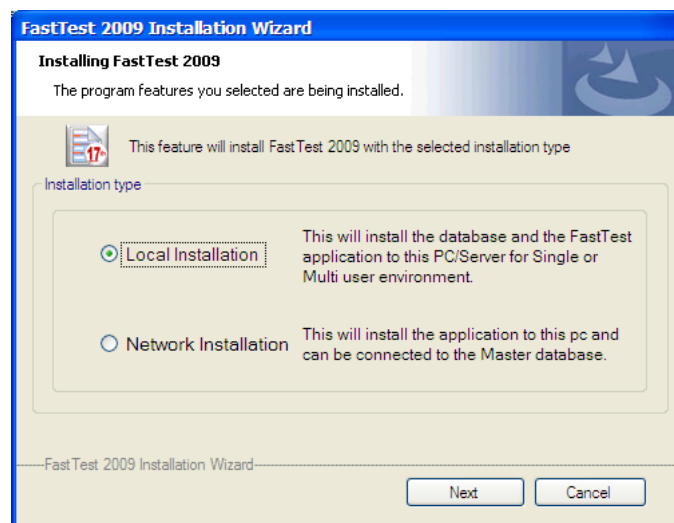 FastTest 2009 Installation Wizard
Installing FastTest 2009
The program features you selected are being installed.
17
This feature will install FastTest 2009 with the selected installation type
Installation type
Local Installation
This will install the database and the FastTest
application to this PC/Server for Single or
Multi user environment.
Network Installation
This will install the application to this pc and
can be connected to the Master database.
FastTest 2009 Installation Wizard
Next
Cancel